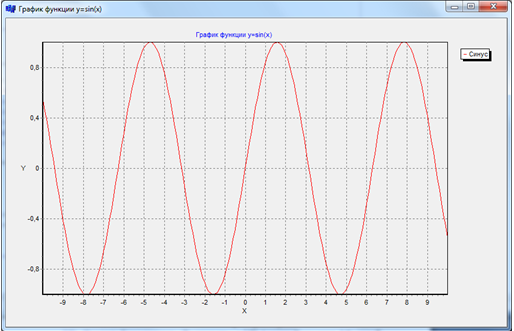 График функции y=sin(x)
График функции y=sin(x)
Синус
0,8
0,4
Y
0
-0,4
-0,8
-9 -8 -7 -6 -5 -4 -3 -2 -1 0 1 2 3 4 5 6 7 8 9
X